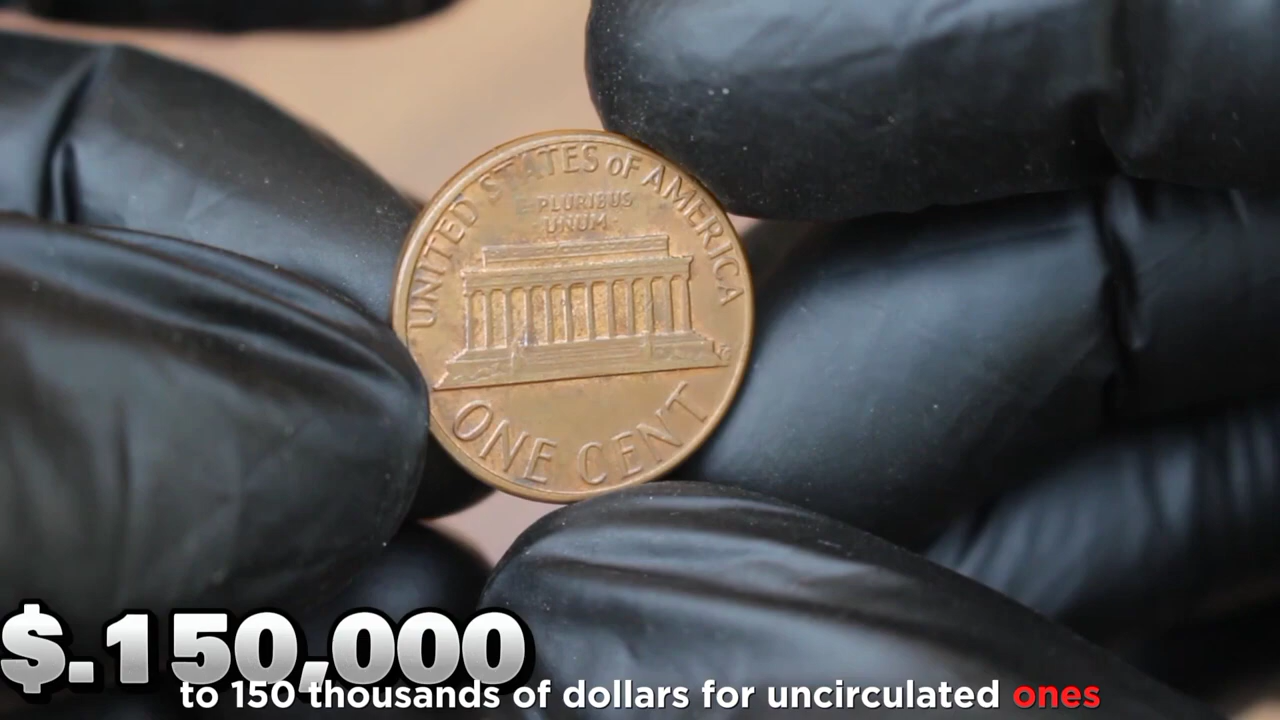 UNITED STATES OF AMERICA
E PLURIBUS
UNUM
ONE CENT
$.150,000
to 150 thousands of dollars for uncirculated ones